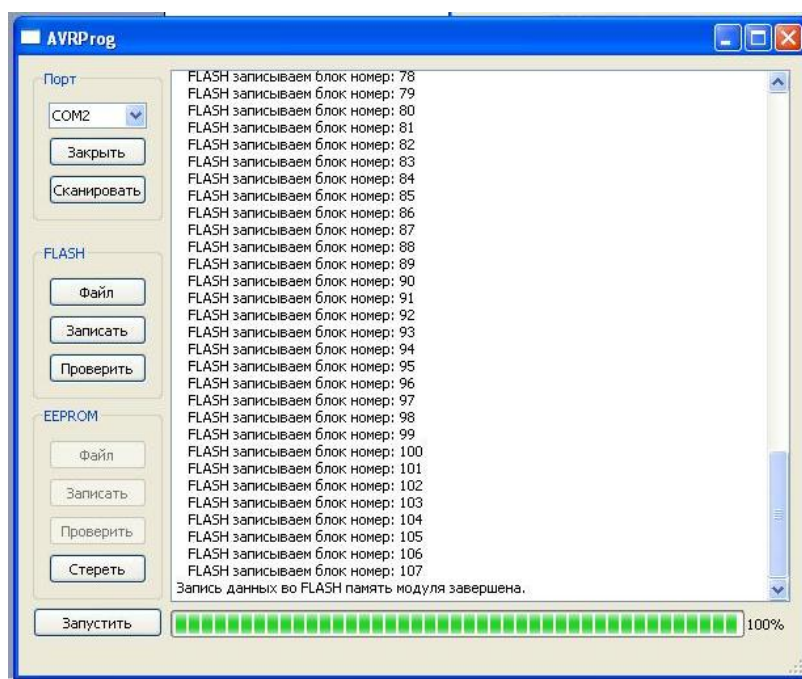 AVRProg
Порт
COM2
Закрыть
Сканировать
FLASH
Файл
Записать
Проверить
EEPROM
Файл
Записать
Проверить
Стереть
Запустить
FLASH записываем блок номер: 78
FLASH записываем блок номер: 79
FLASH записываем блок номер: 80
FLASH записываем блок номер: 81
FLASH записываем блок номер: 82
FLASH записываем блок номер: 83
FLASH записываем блок номер: 84
FLASH записываем блок номер: 85
FLASH записываем блок номер: 86
FLASH записываем блок номер: 87
FLASH записываем блок номер: 88
FLASH записываем блок номер: 89
FLASH записываем блок номер: 90
FLASH записываем блок номер: 91
FLASH записываем блок номер: 92
FLASH записываем блок номер: 93
FLASH записываем блок номер: 94
FLASH записываем блок номер: 95
FLASH записываем блок номер: 96
FLASH записываем блок номер: 97
FLASH записываем блок номер: 98
FLASH записываем блок номер: 99
FLASH записываем блок номер: 100
FLASH записываем блок номер: 101
FLASH записываем блок номер: 102
FLASH записываем блок номер: 103
FLASH записываем блок номер: 104
FLASH записываем блок номер: 105
FLASH записываем блок номер: 106
FLASH записываем блок номер: 107
Запись данных во FLASH память модуля завершена.
100%